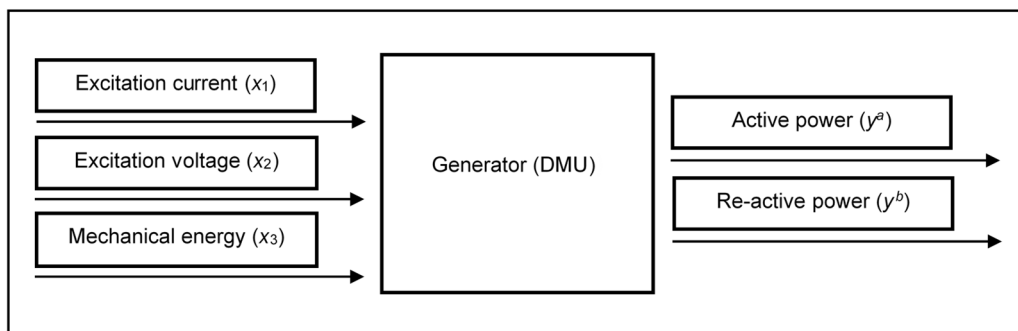 Excitation current (x₁)
Excitation voltage (x₂)
Mechanical energy (x₃)
Generator (DMU)
Active power (yᵃ)
Re-active power (yᵇ)